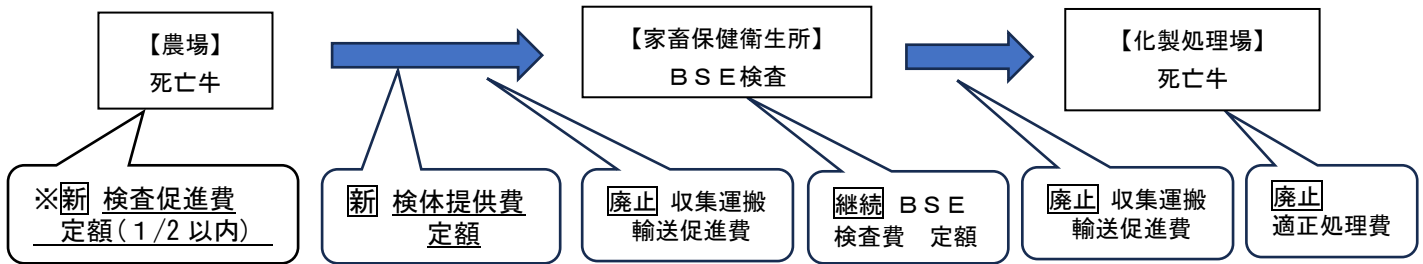 【農場】
死亡牛
【家畜保健衛生所】
ＢＳＥ検査
【化製処理場】
死亡牛
※新 検査促進費
定額（１/2 以内）
新 検体提供費
定額
廃止 収集運搬
輸送促進費
継続 ＢＳＥ
検査費　定額
廃止 収集運搬
輸送促進費
廃止
適正処理費